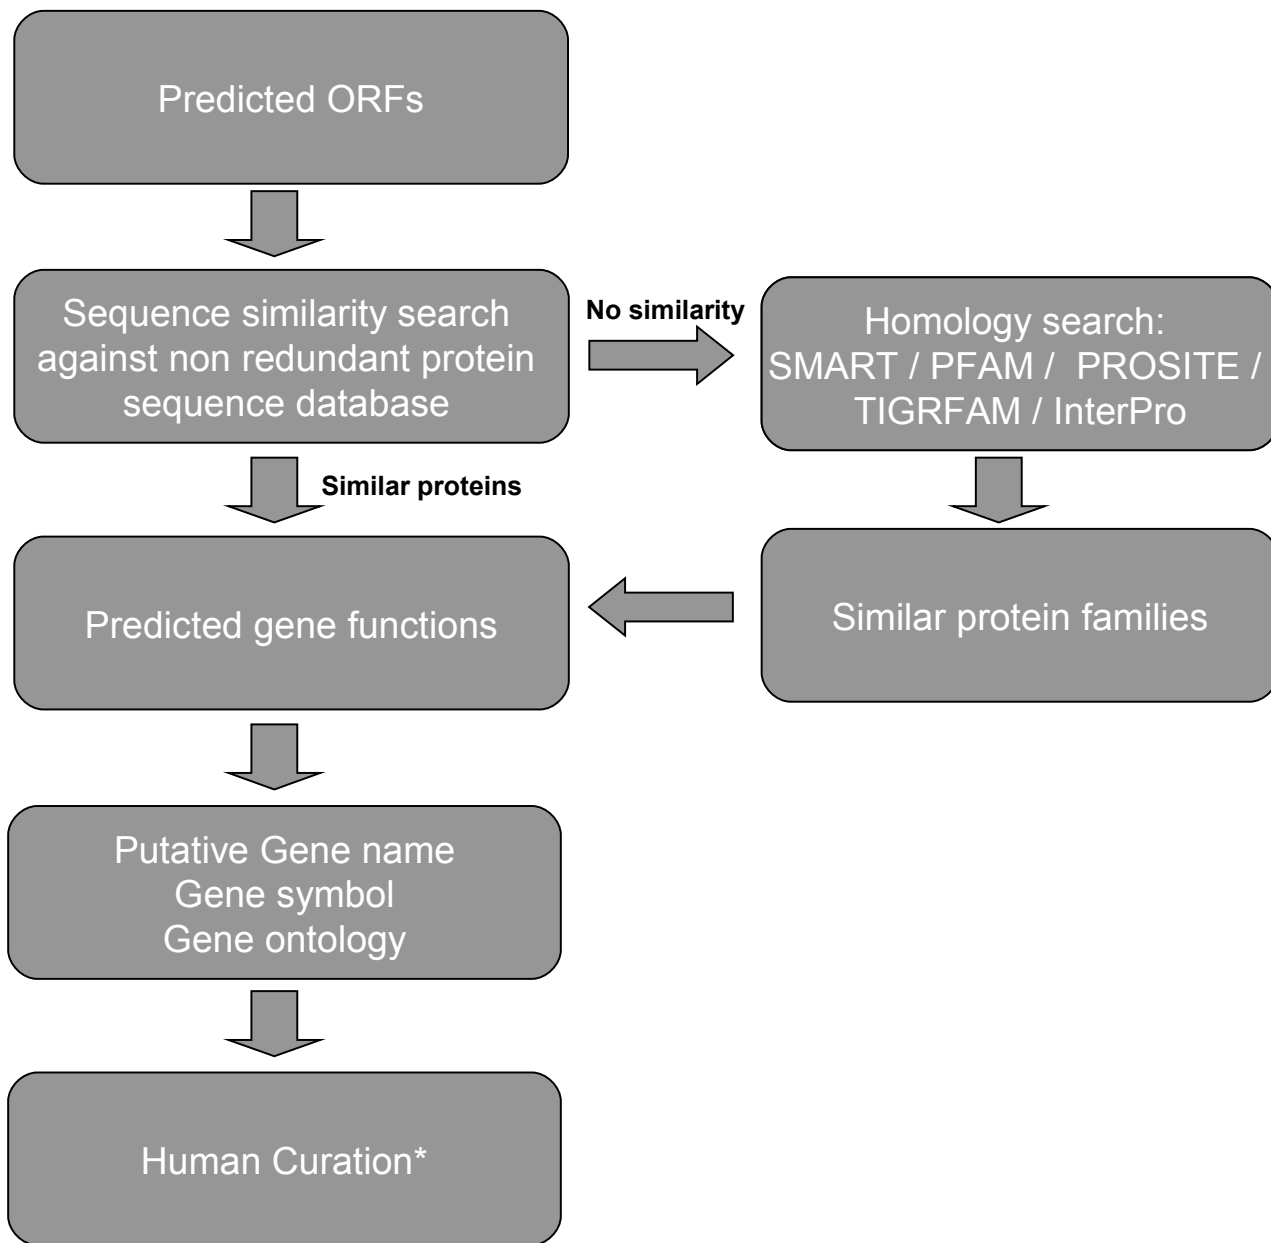 Predicted ORFs
Sequence similarity search
against non redundant protein
sequence database
No similarity
Homology search:
SMART / PFAM /  PROSITE /
TIGRFAM / InterPro
Similar proteins
Predicted gene functions
Similar protein families
Putative Gene name
Gene symbol
Gene ontology
Human Curation*